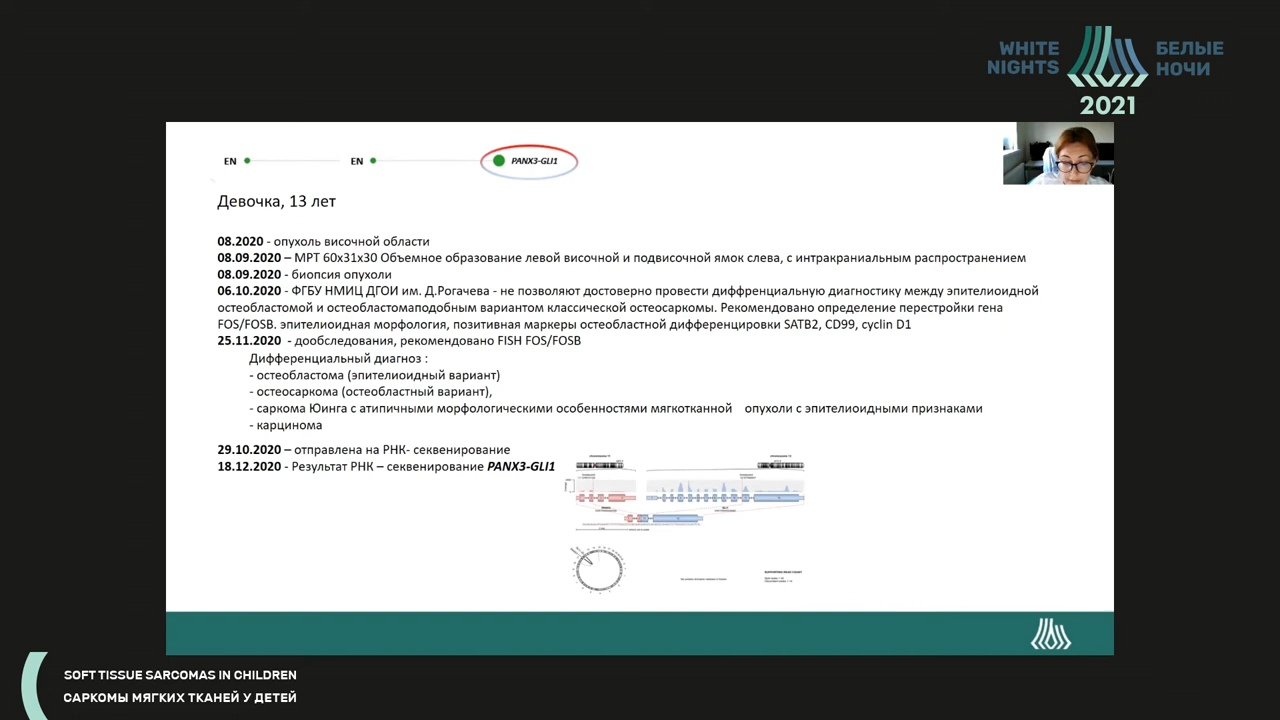 WHITE
NIGHTS
БЕЛЫЕ
НОЧИ
2021
EN
EN
PANX3-GLI1
Девочка, 13 лет
08.2020 - опухоль височной области
08.09.2020 – МРТ 60х31х30 Объемное образование левой височной и подвисочной ямок слева, с интракраниальным распространением
08.09.2020 - биопсия опухоли
06.10.2020 - ФГБУ НМИЦ ДГОИ им. Д.Рогачева - не позволяют достоверно провести диффренциальную диагностику между эпителиоидной
остеобластомой и остеобластомаподобным вариантом классической остеосаркомы. Рекомендовано определение перестройки гена
FOS/FOSB. эпителиоидная морфология, позитивная маркеры остеобластной дифференцировки SATB2, CD99, cyclin D1
25.11.2020 - дообследования, рекомендовано FISH FOS/FOSB
Дифференциальный диагноз :
- остеобластома (эпителиоидный вариант)
- остеосаркома (остеобластный вариант),
- саркома Юинга с атипичными морфологическими особенностями мягкотканной опухоли с эпителиоидными признаками
- карцинома
29.10.2020 – отправлена на РНК- секвенирование
18.12.2020 - Результат РНК – секвенирование PANX3-GLI1
SOFT TISSUE SARCOMAS IN CHILDREN
САРКОМЫ МЯГКИХ ТКАНЕЙ У ДЕТЕЙ